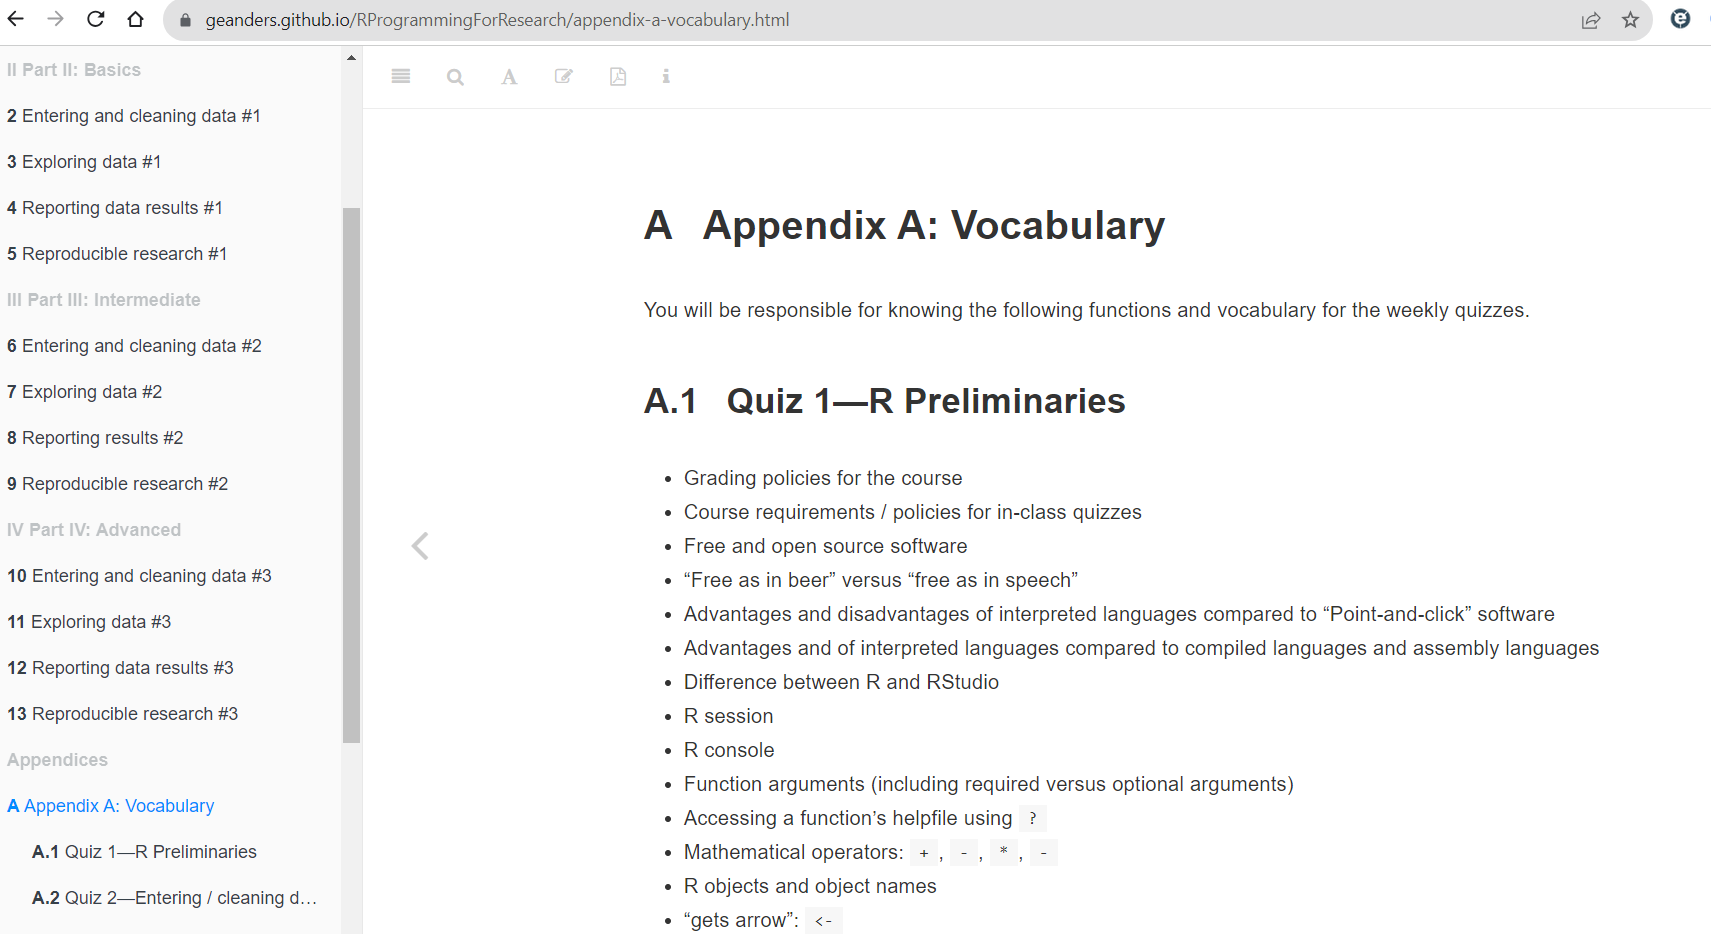 geanders.github.io/RProgrammingForResearch/appendix-a-vocabulary.html
II Part II: Basics
2 Entering and cleaning data #1
3 Exploring data #1
4 Reporting data results #1
5 Reproducible research #1
III Part III: Intermediate
6 Entering and cleaning data #2
7 Exploring data #2
8 Reporting results #2
9 Reproducible research #2
IV Part IV: Advanced
10 Entering and cleaning data #3
11 Exploring data #3
12 Reporting data results #3
13 Reproducible research #3
Appendices
A Appendix A: Vocabulary
A.1 Quiz 1—R Preliminaries
A.2 Quiz 2—Entering / cleaning d…
A Appendix A: Vocabulary
You will be responsible for knowing the following functions and vocabulary for the weekly quizzes.
A.1 Quiz 1—R Preliminaries
• Grading policies for the course
• Course requirements / policies for in-class quizzes
• Free and open source software
• “Free as in beer” versus “free as in speech”
• Advantages and disadvantages of interpreted languages compared to “Point-and-click” software
• Advantages and of interpreted languages compared to compiled languages and assembly languages
• Difference between R and RStudio
• R session
• R console
• Function arguments (including required versus optional arguments)
• Accessing a function’s helpfile using ?
• Mathematical operators: + , - , * , -
• R objects and object names
• “gets arrow”: <-